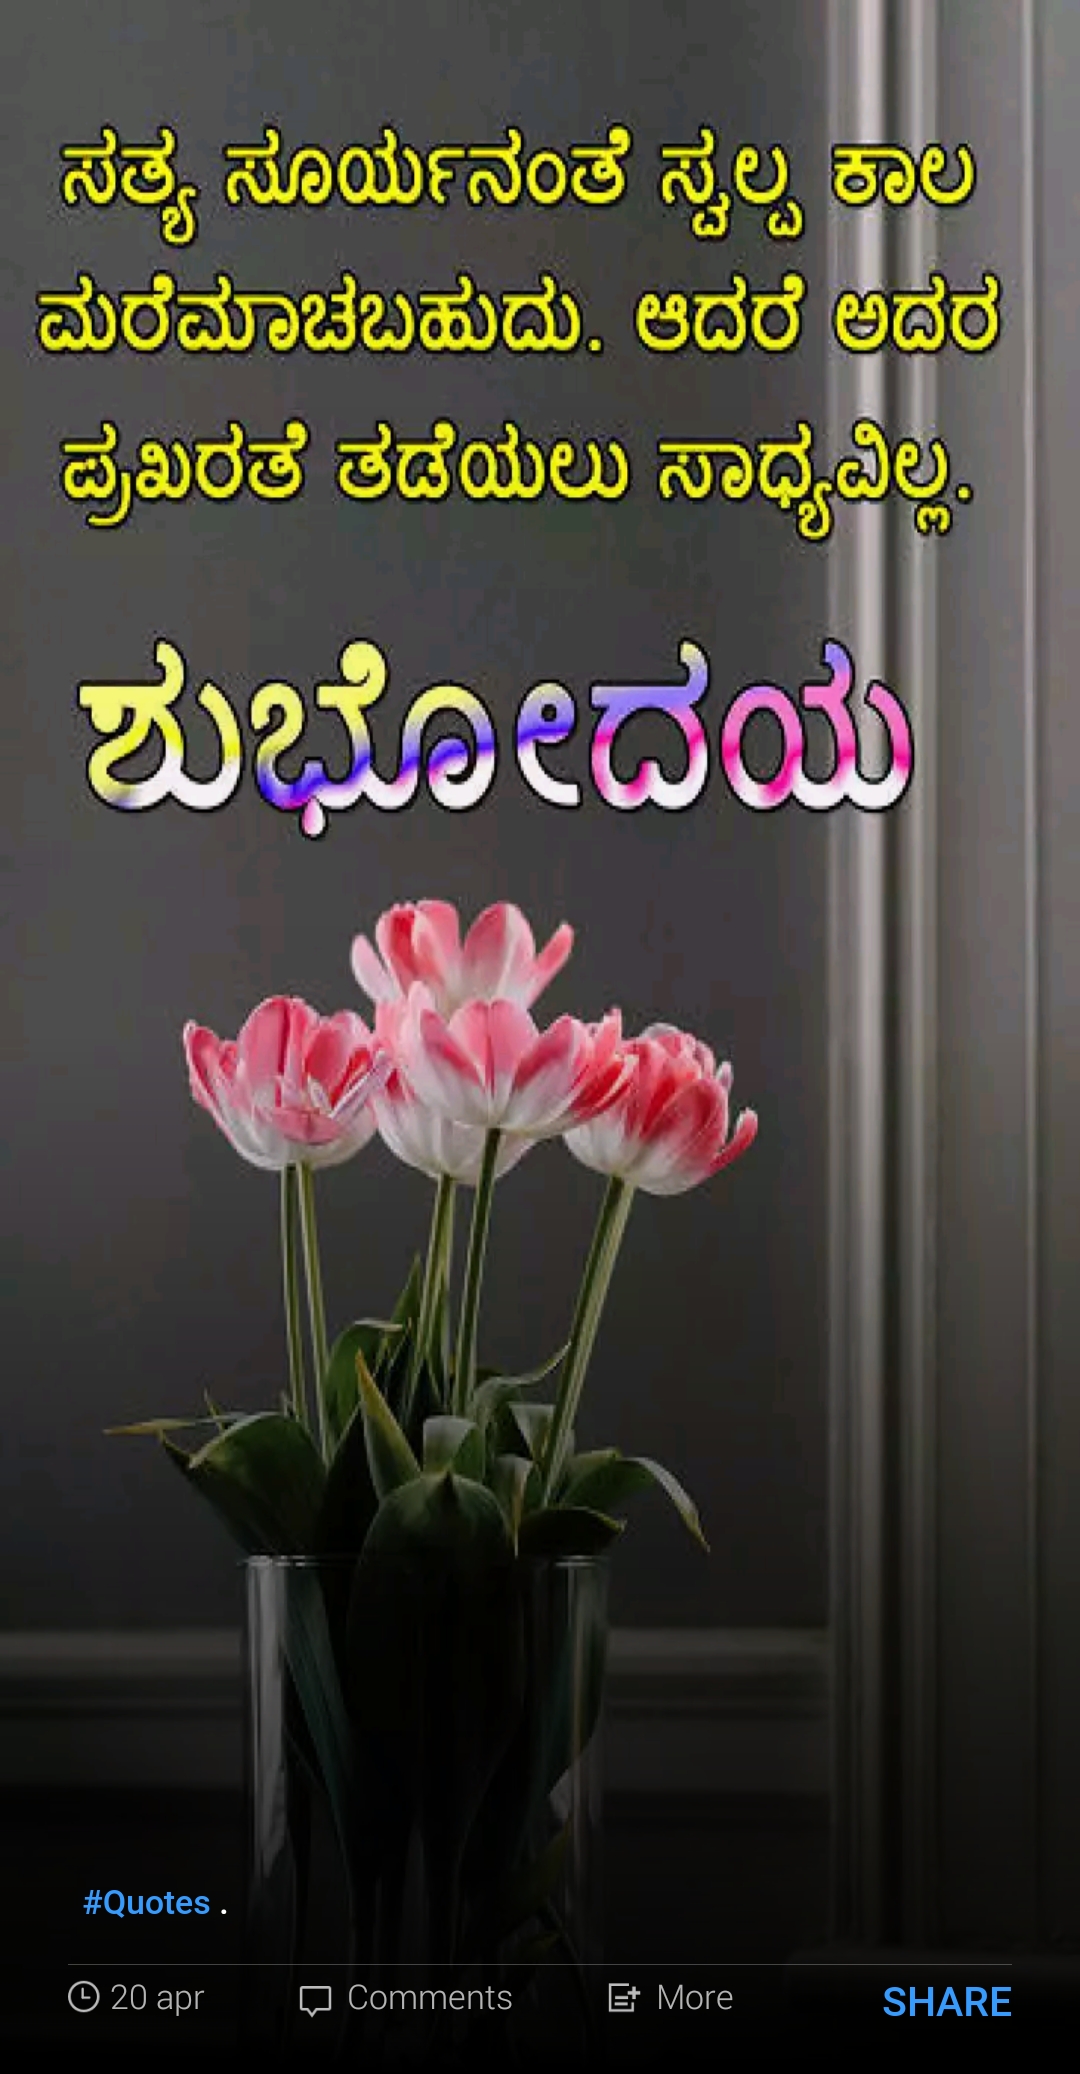 ಸತ್ಯ ಸೂರ್ಯನಂತೆ ಸ್ವಲ್ಪ ಕಾಲ
ಮರೆಮಾಚಬಹುದು. ಆದರೆ ಅದರ
ಪ್ರಖರತೆ ತಡೆಯಲು ಸಾಧ್ಯವಿಲ್ಲ.
ಶುಭೋದಯ
#Quotes .
20 apr Comments More SHARE